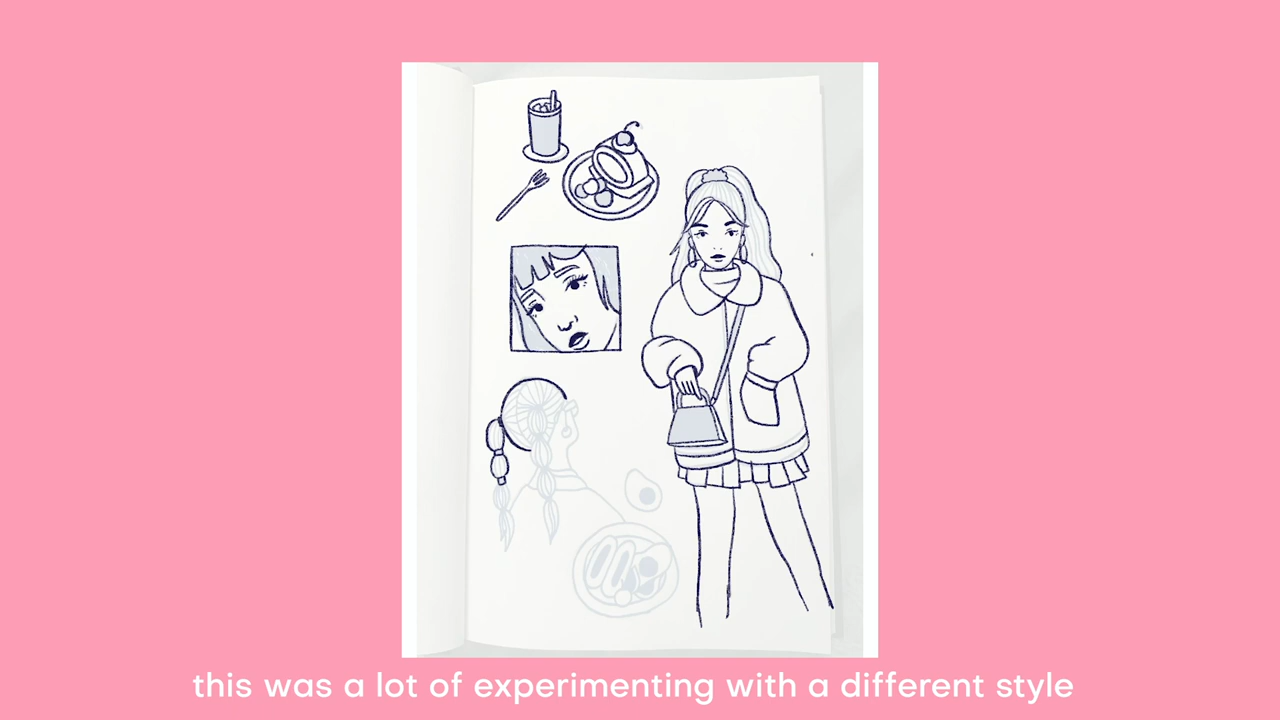 this was a lot of experimenting with a different style